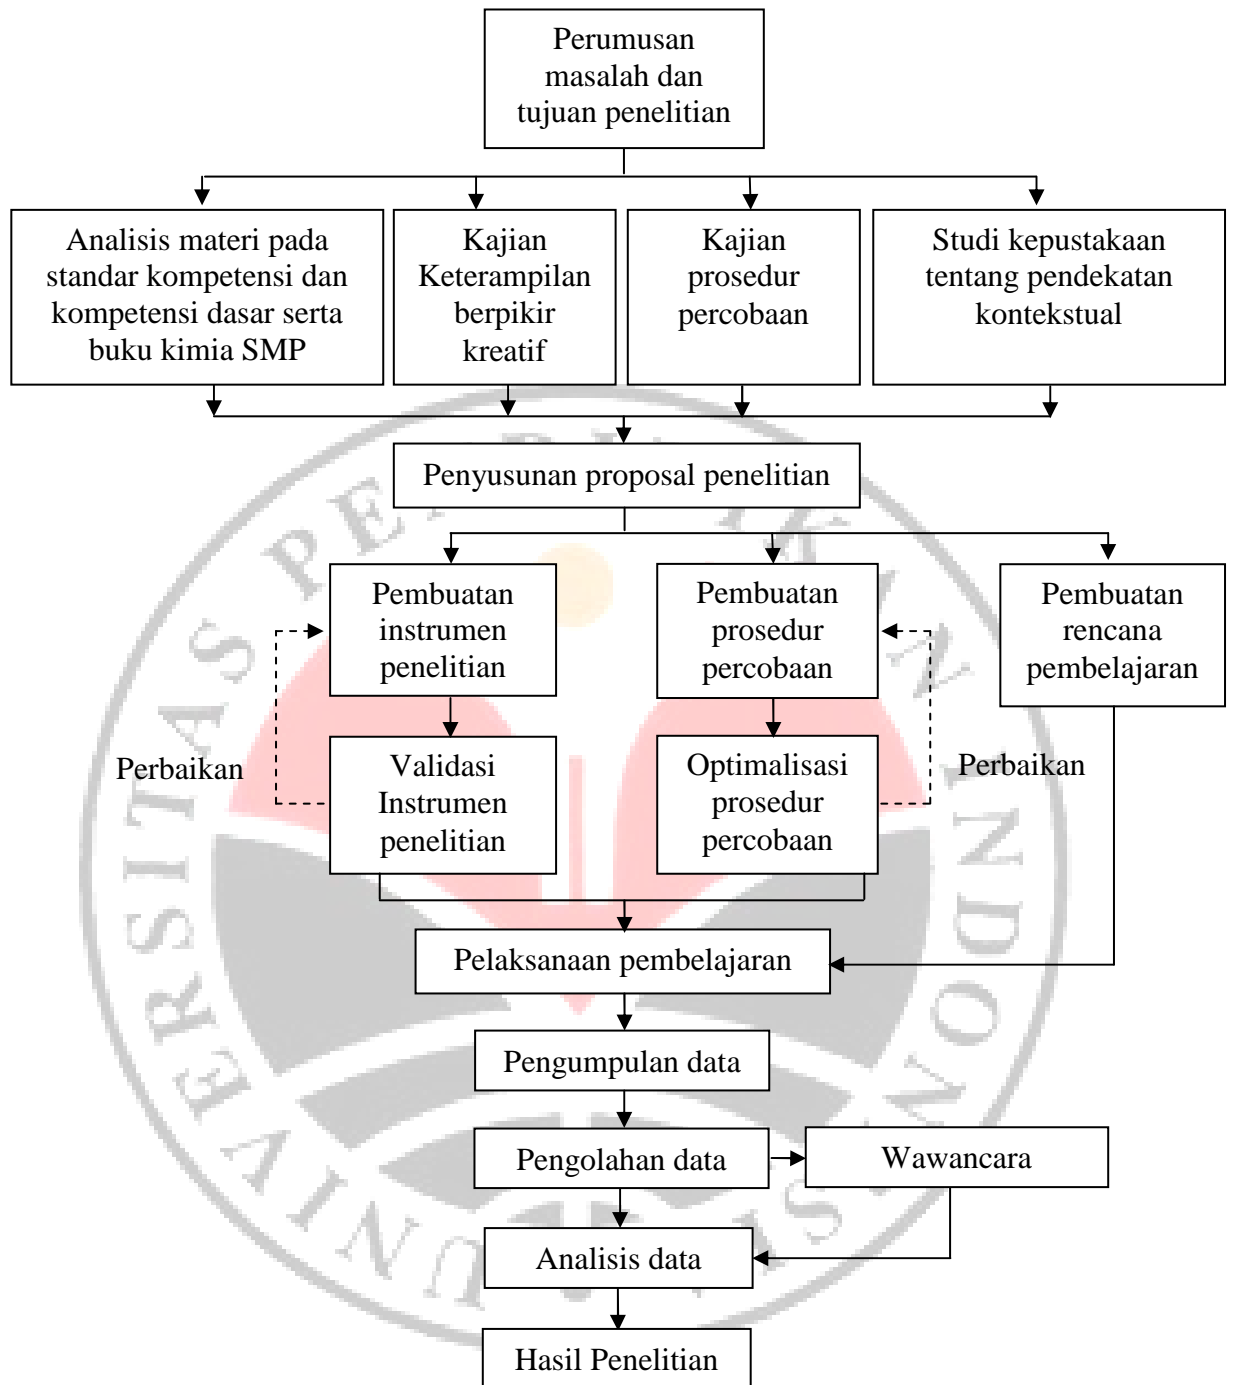 Perumusan
masalah dan
tujuan penelitian
Analisis materi pada
standar kompetensi dan
kompetensi dasar serta
buku kimia SMP
Kajian
Keterampilan
berpikir
kreatif
Kajian
prosedur
percobaan
Studi kepustakaan
tentang pendekatan
kontekstual
Penyusunan proposal penelitian
Pembuatan
instrumen
penelitian
Pembuatan
prosedur
percobaan
Pembuatan
rencana
pembelajaran
Perbaikan
Validasi
Instrumen
penelitian
Optimalisasi
prosedur
percobaan
Perbaikan
Pelaksanaan pembelajaran
Pengumpulan data
Pengolahan data
Wawancara
Analisis data
Hasil Penelitian